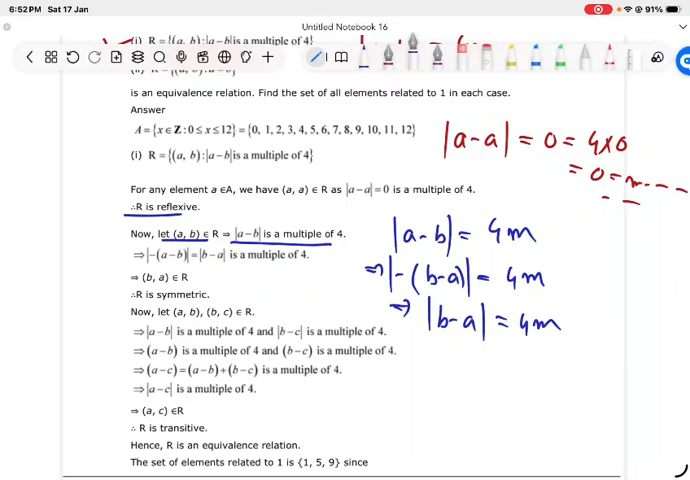 6:52 PM Sat 17 Jan
91%
Untitled Notebook 16
(i) R = {(a, b) : |a−b| is a multiple of 4}
is an equivalence relation. Find the set of all elements related to 1 in each case.
Answer
A = {x ∈ Z : 0 ≤ x ≤ 12} = {0, 1, 2, 3, 4, 5, 6, 7, 8, 9, 10, 11, 12}
|a-a| = 0 = 4×0
(i) R = {(a, b) : |a−b| is a multiple of 4}
= 0 =
For any element a ∈A, we have (a, a) ∈ R as |a−a| = 0 is a multiple of 4.
∴R is reflexive.
Now, let (a, b) ∈ R ⇒ |a−b| is a multiple of 4.
|a-b| = 4m
⇒ |−(a−b)| = |b−a| is a multiple of 4.
⇒ |-(b-a)| = 4m
⇒ (b, a) ∈ R
∴R is symmetric.
⇒ |b-a| = 4m
Now, let (a, b), (b, c) ∈ R.
⇒ |a−b| is a multiple of 4 and |b−c| is a multiple of 4.
⇒ (a−b) is a multiple of 4 and (b−c) is a multiple of 4.
⇒ (a−c) = (a−b) + (b−c) is a multiple of 4.
⇒ |a−c| is a multiple of 4.
⇒ (a, c) ∈R
∴ R is transitive.
Hence, R is an equivalence relation.
The set of elements related to 1 is {1, 5, 9} since